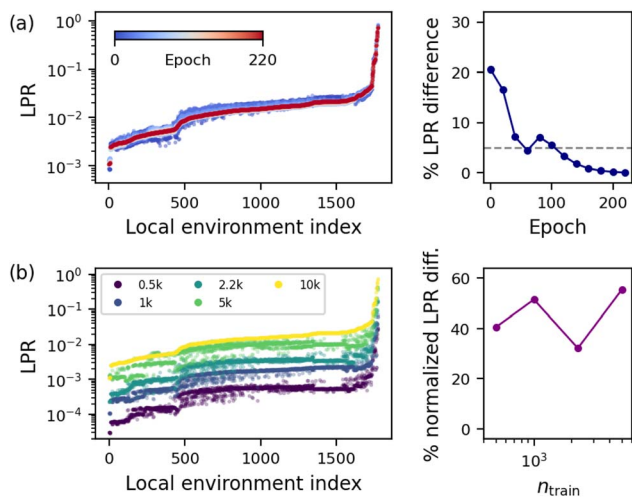 (a)
LPR
10⁰
10⁻¹
10⁻²
10⁻³
0
Epoch
220
0
500
1000
1500
Local environment index
% LPR difference
30
20
10
0
0
100
200
Epoch
(b)
LPR
10⁰
10⁻¹
10⁻²
10⁻³
10⁻⁴
0.5k
2.2k
10k
1k
5k
0
500
1000
1500
Local environment index
% normalized LPR diff.
60
40
20
0
10³
n_train